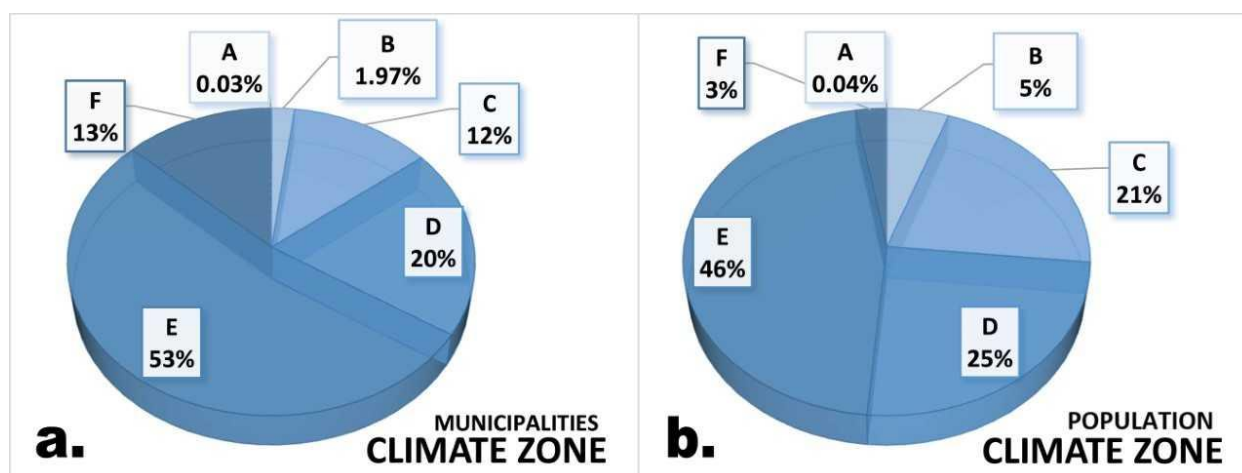 A
0.03%
B
1.97%
C
12%
D
20%
E
53%
F
13%
a.
MUNICIPALITIES
CLIMATE ZONE
A
0.04%
B
5%
C
21%
D
25%
E
46%
F
3%
b.
POPULATION
CLIMATE ZONE